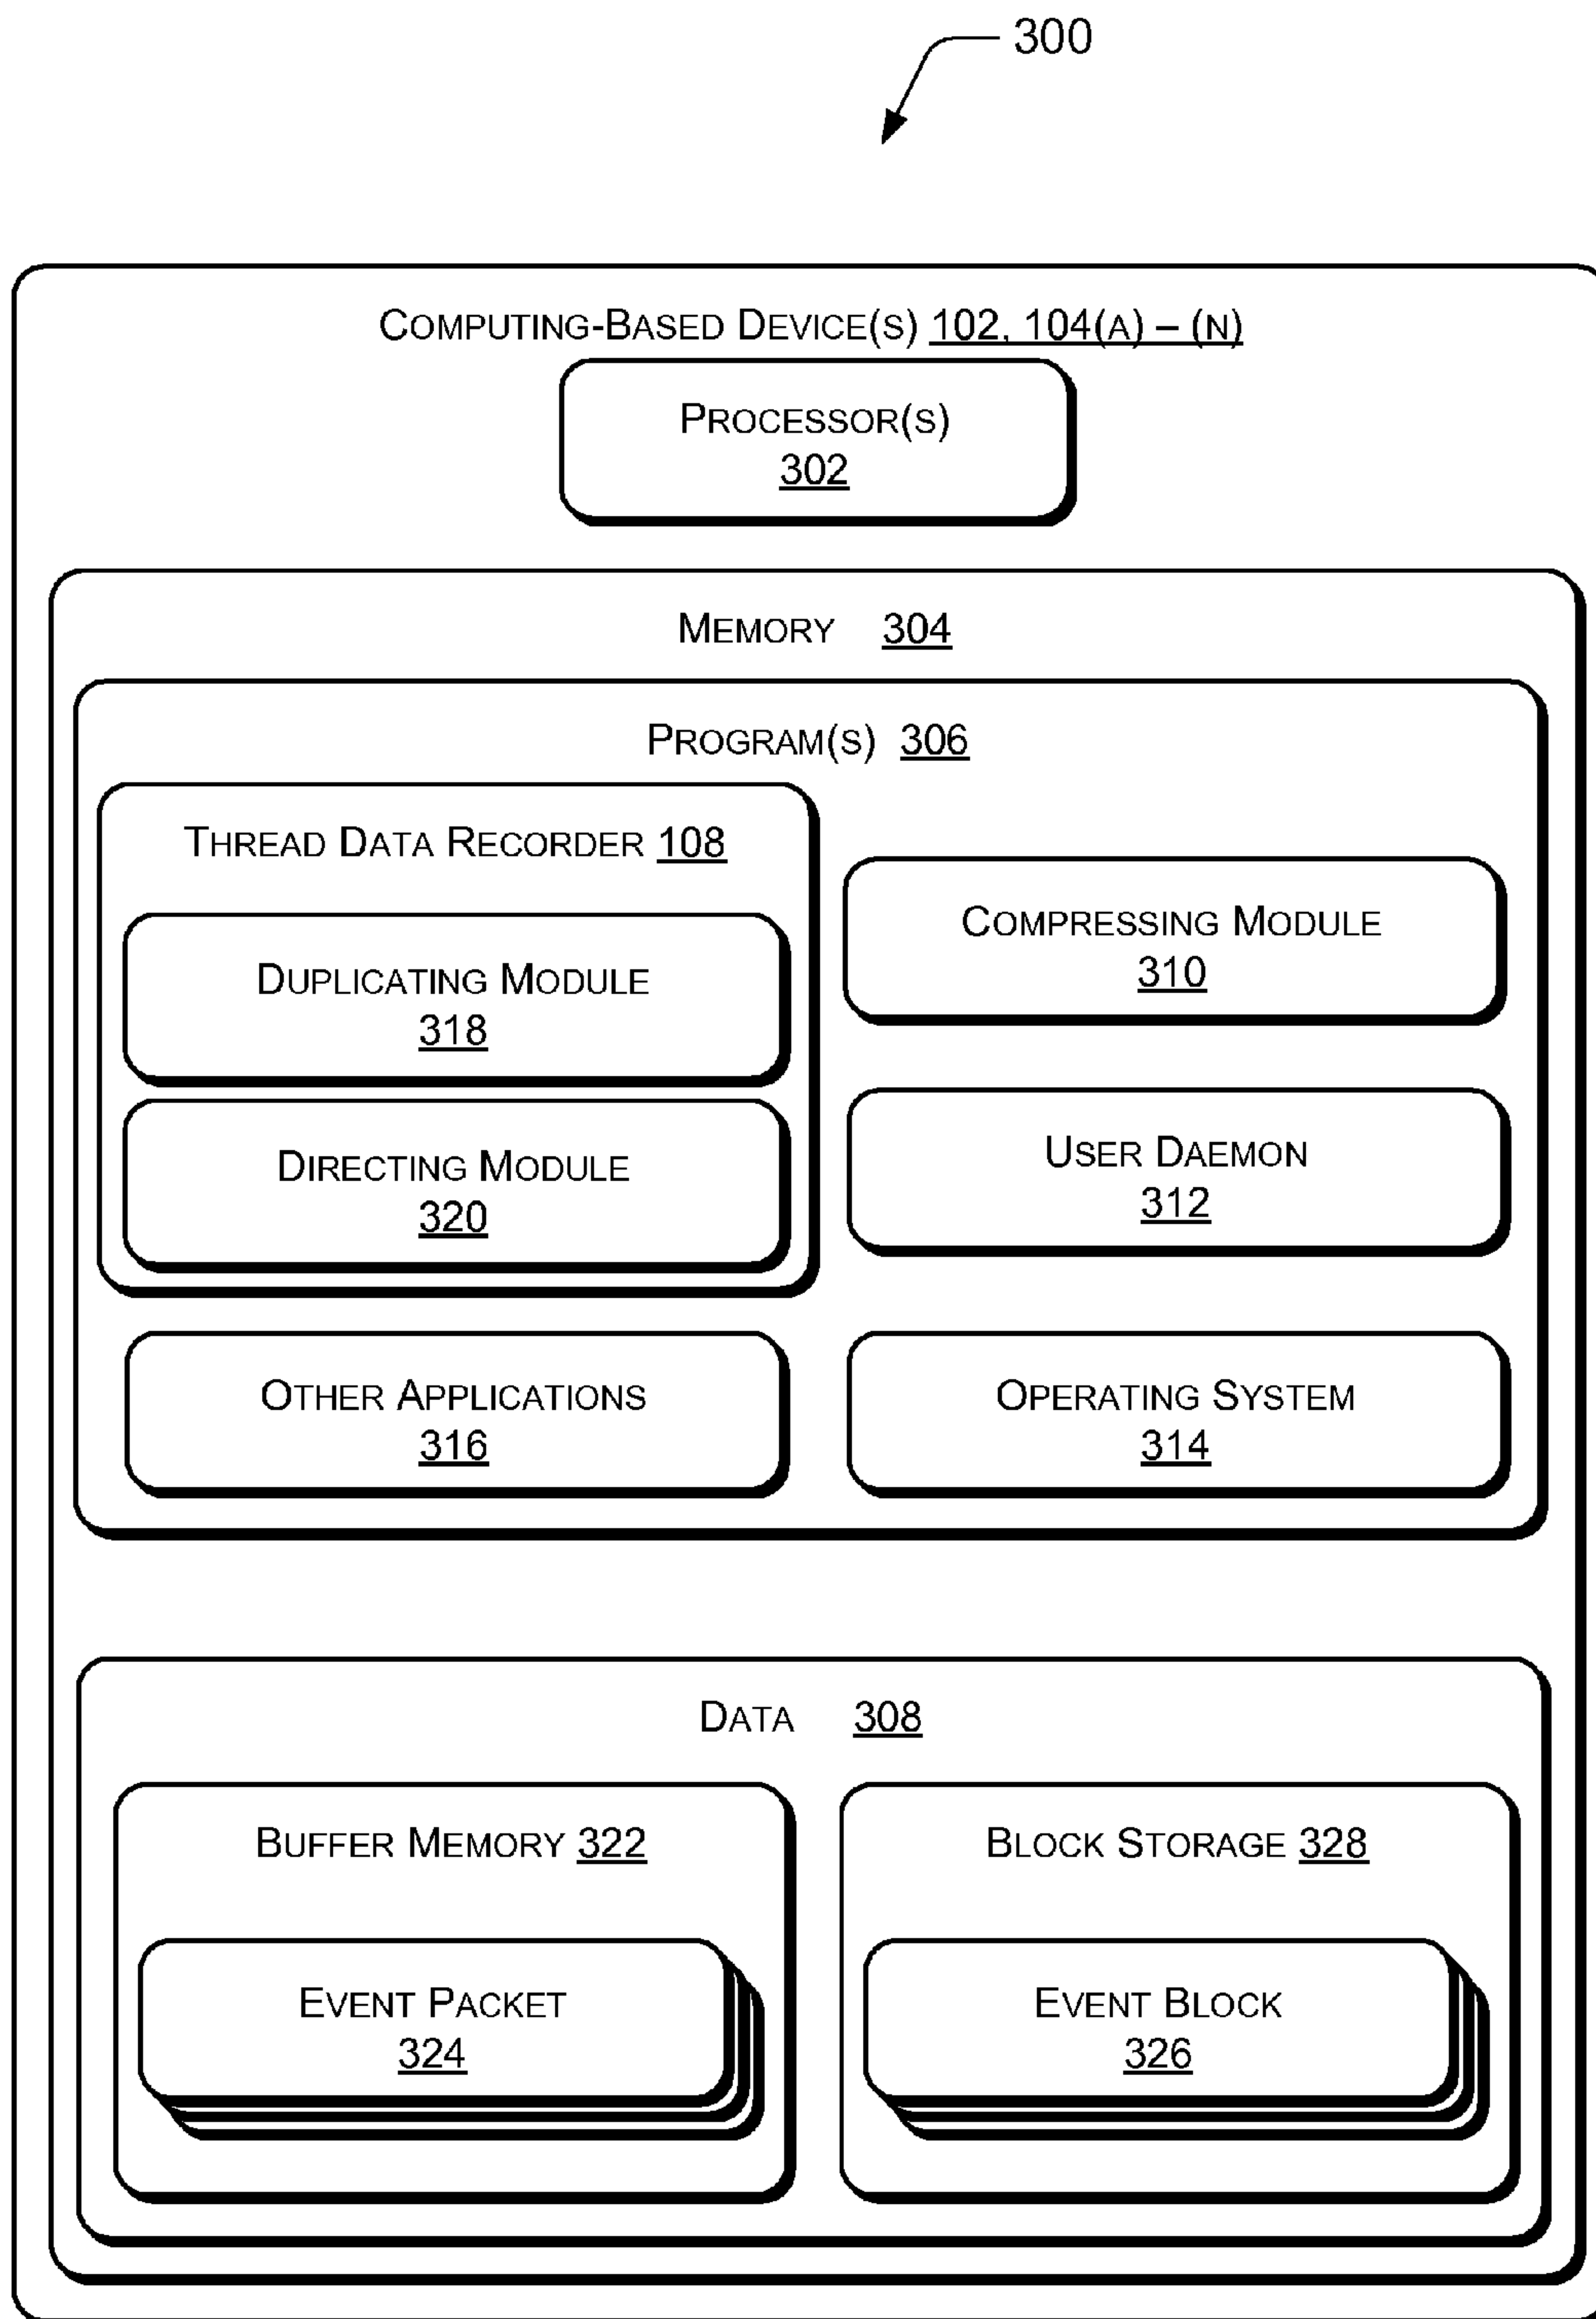 300
COMPUTING-BASED DEVICE(S) 102, 104(A) – (N)
PROCESSOR(S)
302
MEMORY 304
PROGRAM(S) 306
THREAD DATA RECORDER 108
DUPLICATING MODULE
318
DIRECTING MODULE
320
COMPRESSING MODULE
310
USER DAEMON
312
OTHER APPLICATIONS
316
OPERATING SYSTEM
314
DATA 308
BUFFER MEMORY 322
EVENT PACKET
324
BLOCK STORAGE 328
EVENT BLOCK
326